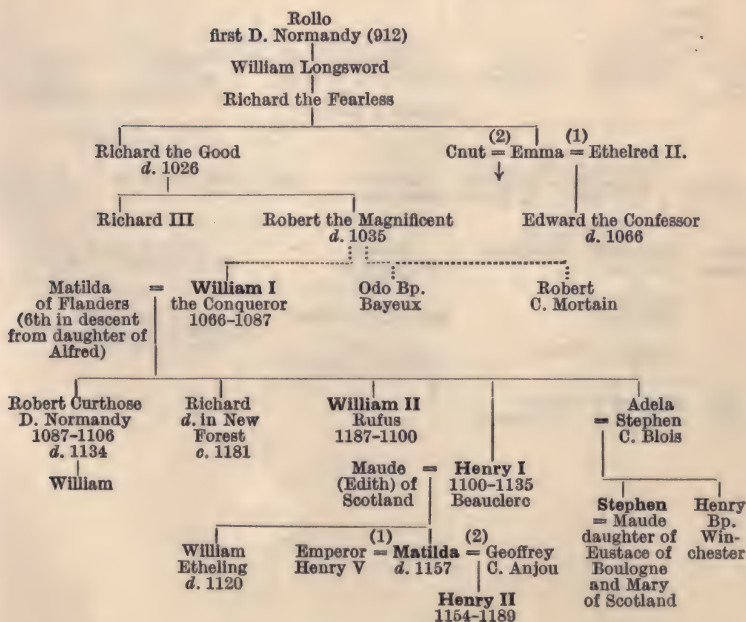 Rollo
first D. Normandy (912)
William Longsword
Richard the Fearless
Richard the Good
d. 1026
(2) (1)
Cnut = Emma = Ethelred II.
Richard III
Robert the Magnificent
d. 1035
Edward the Confessor
d. 1066
Matilda
of Flanders
(6th in descent
from daughter of
Alfred)
=
William I
the Conqueror
1066–1087
Odo Bp.
Bayeux
Robert
C. Mortain
Robert Curthose
D. Normandy
1087–1106
d. 1134
William
Richard
d. in New
Forest
c. 1181
William II
Rufus
1187–1100
Maude
(Edith) of
Scotland
=
Henry I
1100–1135
Beauclerc
Adela
= Stephen
C. Blois
William
Etheling
d. 1120
(1) (2)
Emperor = Matilda = Geoffrey
Henry V d. 1157 C. Anjou
Henry II
1154–1189
Stephen
= Maude
daughter of
Eustace of
Boulogne
and Mary
of Scotland
Henry
Bp.
Win-
chester